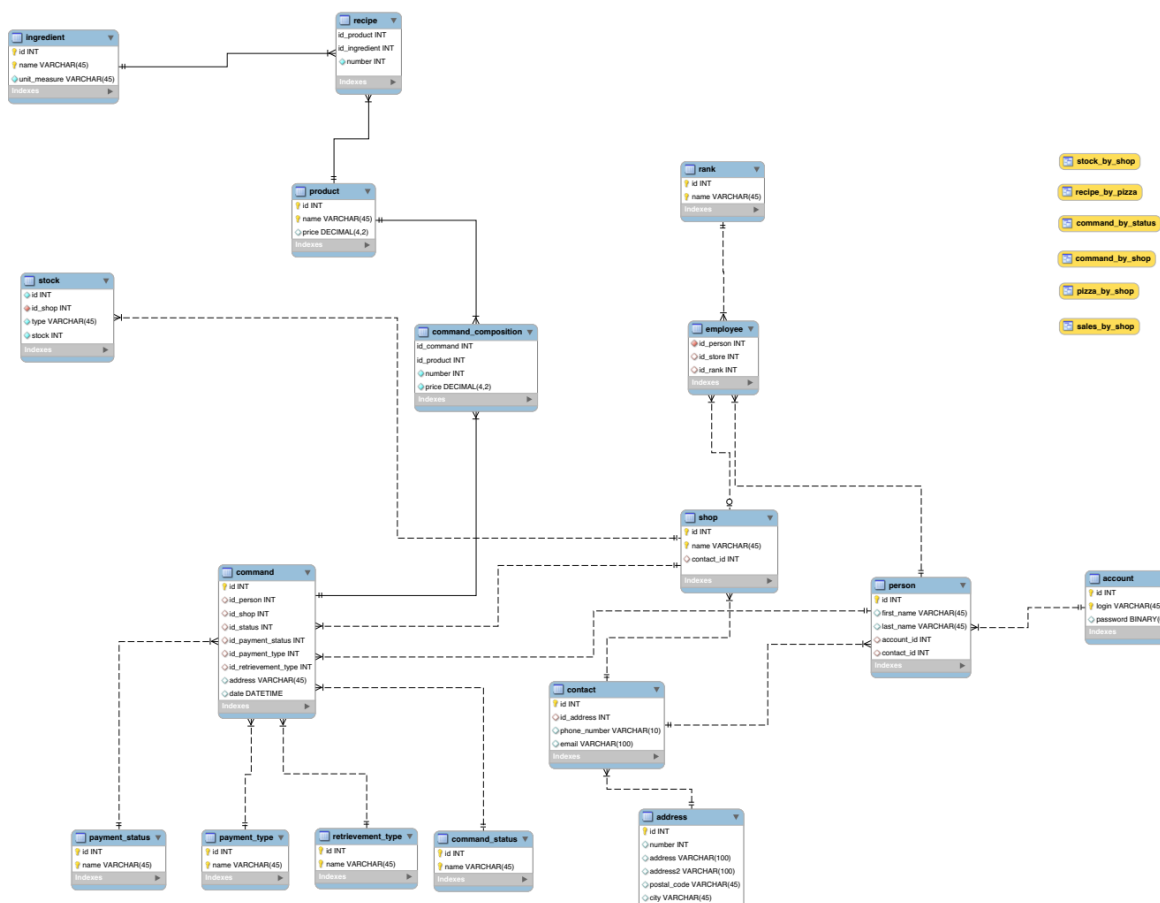 ingredient
id INT
name VARCHAR(45)
unit_measure VARCHAR(45)
Indexes
recipe
id_product INT
id_ingredient INT
number INT
Indexes
product
id INT
name VARCHAR(45)
price DECIMAL(4,2)
Indexes
rank
id INT
name VARCHAR(45)
Indexes
stock_by_shop
recipe_by_pizza
command_by_status
command_by_shop
pizza_by_shop
sales_by_shop
stock
id INT
id_shop INT
type VARCHAR(45)
stock INT
Indexes
command_composition
id_command INT
id_product INT
number INT
price DECIMAL(4,2)
Indexes
employee
id_person INT
id_store INT
id_rank INT
Indexes
shop
id INT
name VARCHAR(45)
contact_id INT
Indexes
command
id INT
id_person INT
id_shop INT
id_status INT
id_payment_status INT
id_payment_type INT
id_retrievement_type INT
address VARCHAR(45)
date DATETIME
Indexes
person
id INT
first_name VARCHAR(45)
last_name VARCHAR(45)
account_id INT
contact_id INT
Indexes
account
id INT
login VARCHAR(45
password BINARY(
Indexes
contact
id INT
id_address INT
phone_number VARCHAR(10)
email VARCHAR(100)
Indexes
payment_status
id INT
name VARCHAR(45)
Indexes
payment_type
id INT
name VARCHAR(45)
Indexes
retrievement_type
id INT
name VARCHAR(45)
Indexes
command_status
id INT
name VARCHAR(45)
Indexes
address
id INT
number INT
address VARCHAR(100)
address2 VARCHAR(100)
postal_code VARCHAR(45)
city VARCHAR(45)